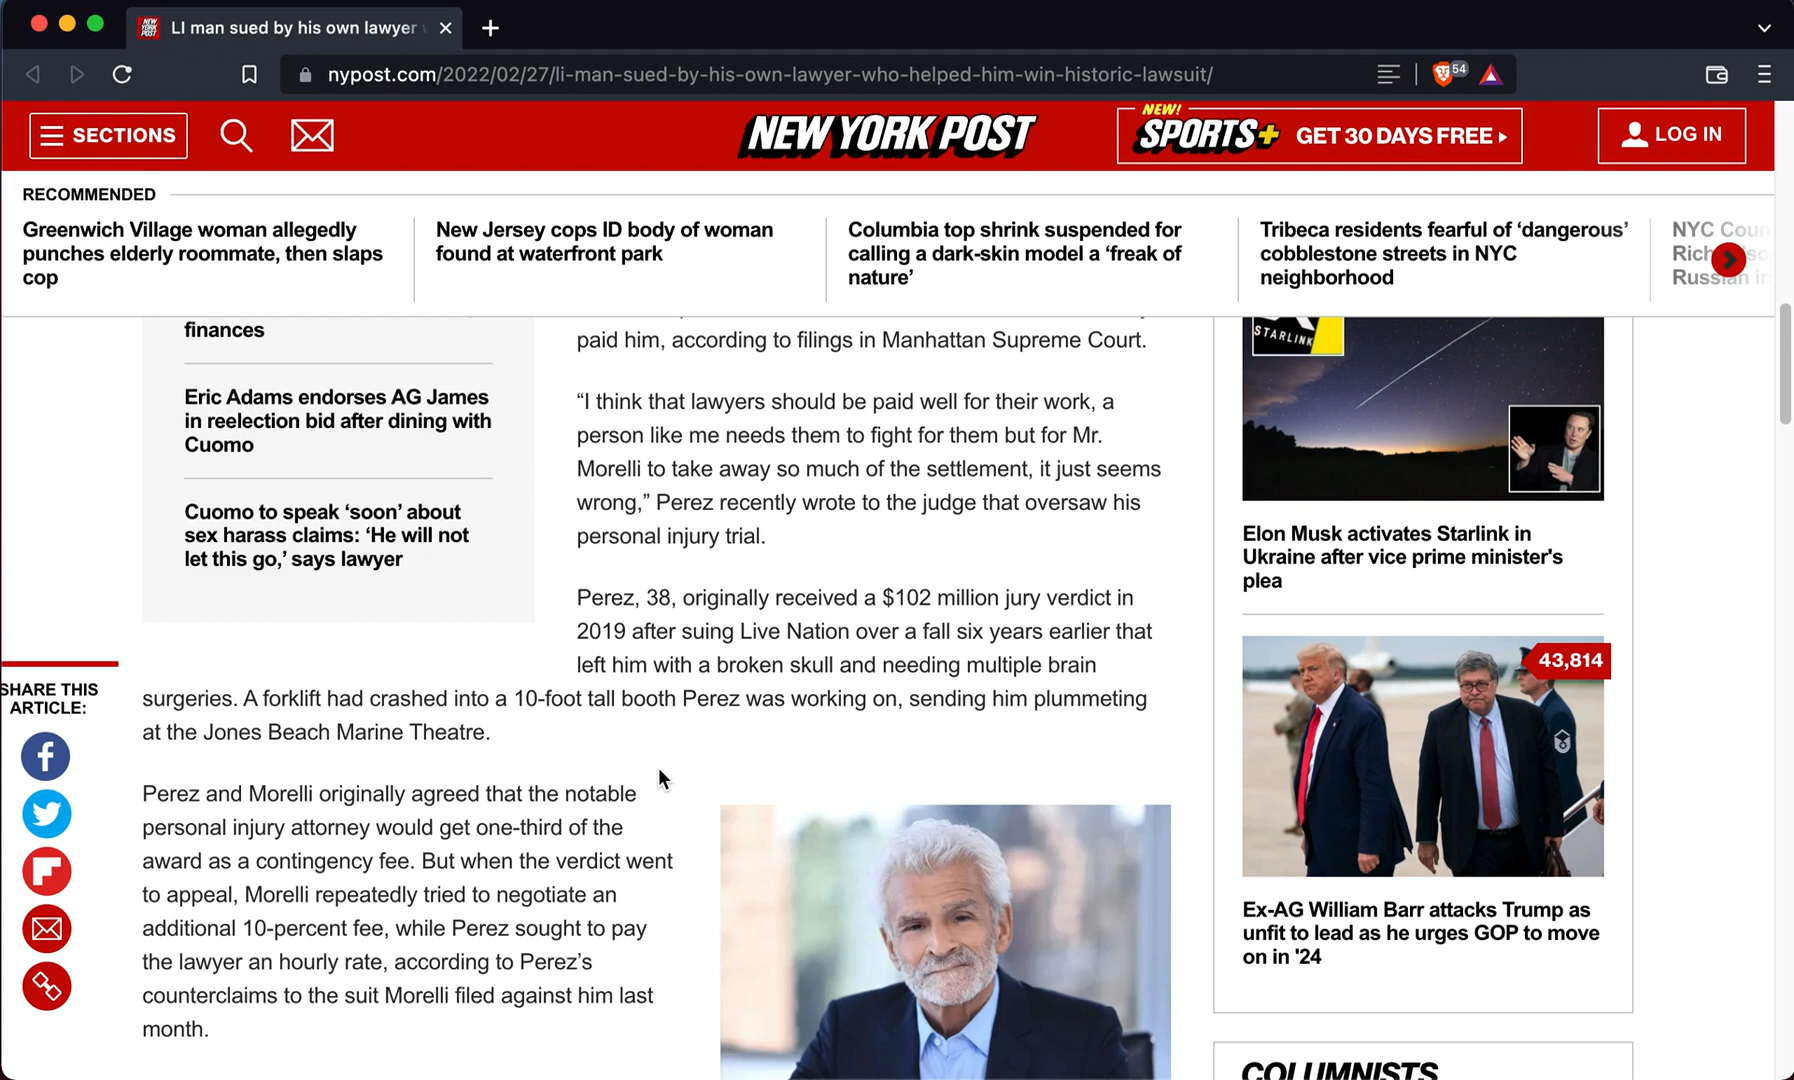 LI man sued by his own lawyer
nypost.com/2022/02/27/li-man-sued-by-his-own-lawyer-who-helped-him-win-historic-lawsuit/
54
SECTIONS
NEW YORK POST
NEW!
SPORTS+ GET 30 DAYS FREE
LOG IN
RECOMMENDED
Greenwich Village woman allegedly
punches elderly roommate, then slaps
cop
New Jersey cops ID body of woman
found at waterfront park
Columbia top shrink suspended for
calling a dark-skin model a ‘freak of
nature’
Tribeca residents fearful of ‘dangerous’
cobblestone streets in NYC
neighborhood
NYC
Russian
finances
Eric Adams endorses AG James
in reelection bid after dining with
Cuomo
Cuomo to speak ‘soon’ about
sex harass claims: ‘He will not
let this go,’ says lawyer
SHARE THIS
ARTICLE:
paid him, according to filings in Manhattan Supreme Court.
“I think that lawyers should be paid well for their work, a
person like me needs them to fight for them but for Mr.
Morelli to take away so much of the settlement, it just seems
wrong,” Perez recently wrote to the judge that oversaw his
personal injury trial.
Perez, 38, originally received a $102 million jury verdict in
2019 after suing Live Nation over a fall six years earlier that
left him with a broken skull and needing multiple brain
surgeries. A forklift had crashed into a 10-foot tall booth Perez was working on, sending him plummeting
at the Jones Beach Marine Theatre.
Perez and Morelli originally agreed that the notable
personal injury attorney would get one-third of the
award as a contingency fee. But when the verdict went
to appeal, Morelli repeatedly tried to negotiate an
additional 10-percent fee, while Perez sought to pay
the lawyer an hourly rate, according to Perez’s
counterclaims to the suit Morelli filed against him last
month.
STARLINK
Elon Musk activates Starlink in
Ukraine after vice prime minister's
plea
43,814
Ex-AG William Barr attacks Trump as
unfit to lead as he urges GOP to move
on in '24
COLUMNISTS